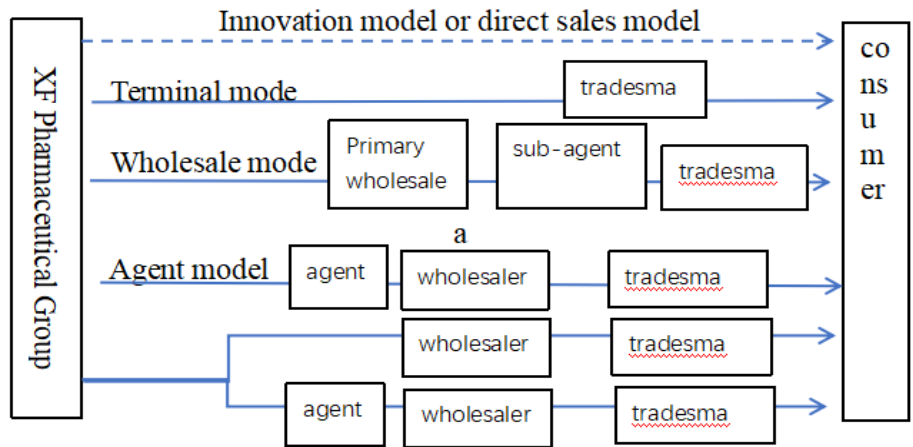 XF Pharmaceutical Group
Innovation model or direct sales model
co
ns
u
m
er
Terminal mode
tradesma
Wholesale mode
Primary
wholesale
sub-agent
tradesma
a
Agent model
agent
wholesaler
tradesma
wholesaler
tradesma
agent
wholesaler
tradesma